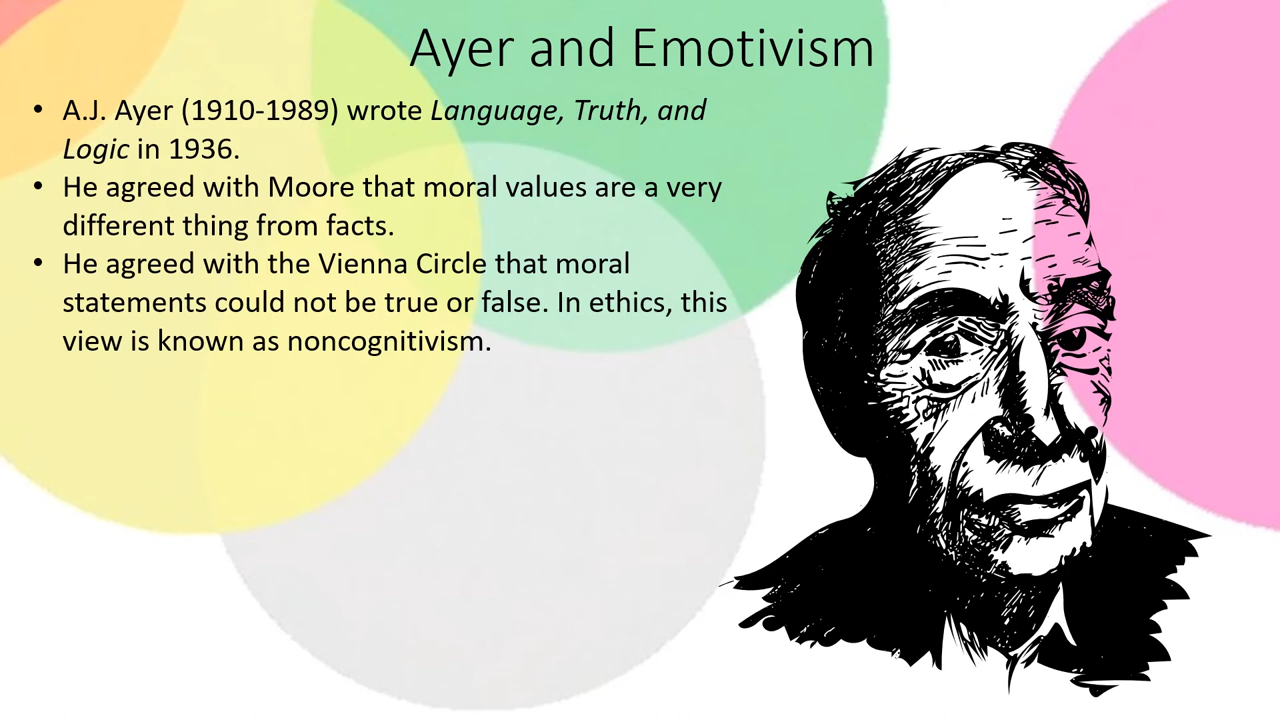 Ayer and Emotivism
• A.J. Ayer (1910-1989) wrote Language, Truth, and
Logic in 1936.
• He agreed with Moore that moral values are a very
different thing from facts.
• He agreed with the Vienna Circle that moral
statements could not be true or false. In ethics, this
view is known as noncognitivism.